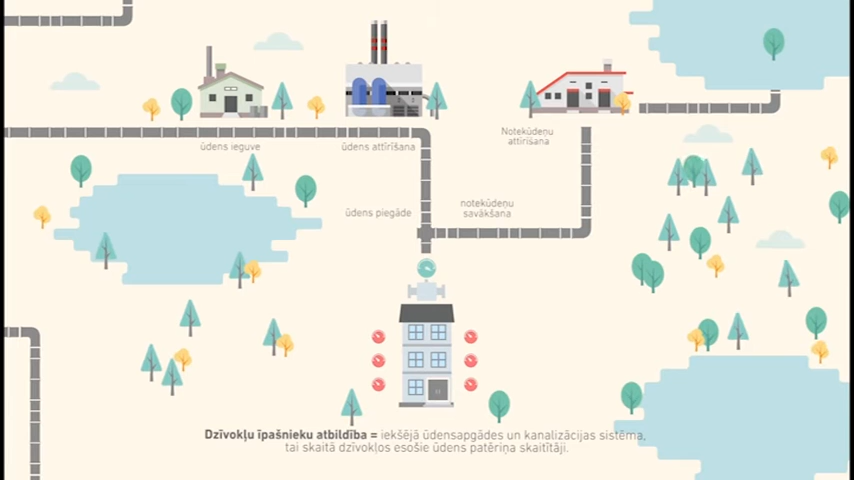 ūdens ieguve
ūdens attīrīšana
Notekūdeņu
attīrīšana
ūdens piegāde
notekūdeņu
savākšana
Dzīvokļu īpašnieku atbildība = iekšējā ūdensapgādes un kanalizācijas sistēma,
tai skaitā dzīvokļos esošie ūdens patēriņa skaitītāji.